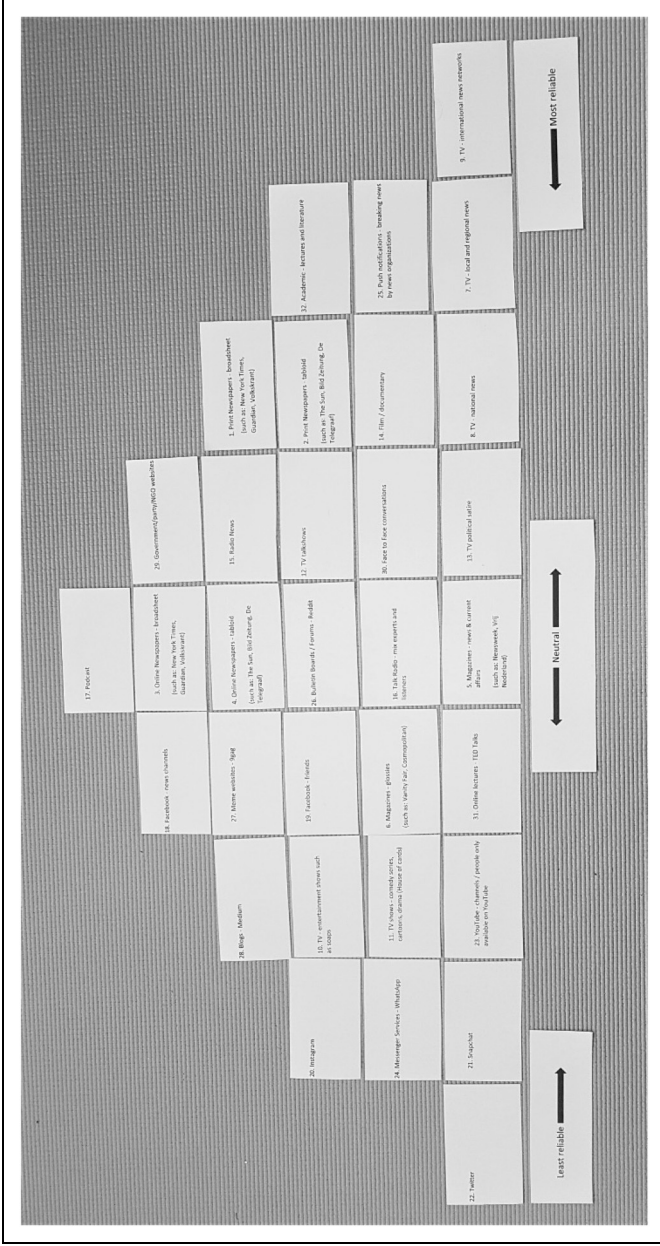 17. Podcast
18. Facebook - news channels
3. Online Newspapers - broadsheet
(such as: New York Times,
Guardian, Volkskrant)
29. Government/party/NGO websites
28. Blogs - Medium
27. Meme websites - 9gag
4. Online Newspapers - tabloid
(such as: The Sun, Bild Zeitung, De
Telegraaf)
15. Radio News
1. Print Newspapers - broadsheet
(such as: New York Times,
Guardian, Volkskrant)
20. Instagram
10. TV - entertainment shows such
as soaps
19. Facebook - friends
26. Bulletin Boards / Forums - Reddit
12. TV talkshows
2. Print Newspapers - tabloid
(such as: The Sun, Bild Zeitung, De
Telegraaf)
32. Academic - lectures and literature
24. Messenger Services - WhatsApp
11. TV shows - comedy series,
cartoons, drama (House of cards)
6. Magazines - glossies
(such as: Vanity Fair, Cosmopolitan)
16. Talk Radio - mix experts and
listeners
30. Face to Face conversations
14. Film / documentary
25. Push notifications - breaking news
by news organizations
22. Twitter
21. Snapchat
23. YouTube - channels / people only
available on YouTube
31. Online lectures - TED Talks
5. Magazines - news & current
affairs
(such as: Newsweek, Vrij
Nederland)
13. TV political satire
8. TV - national news
7. TV - local and regional news
9. TV - international news networks
Least reliable
Neutral
Most reliable